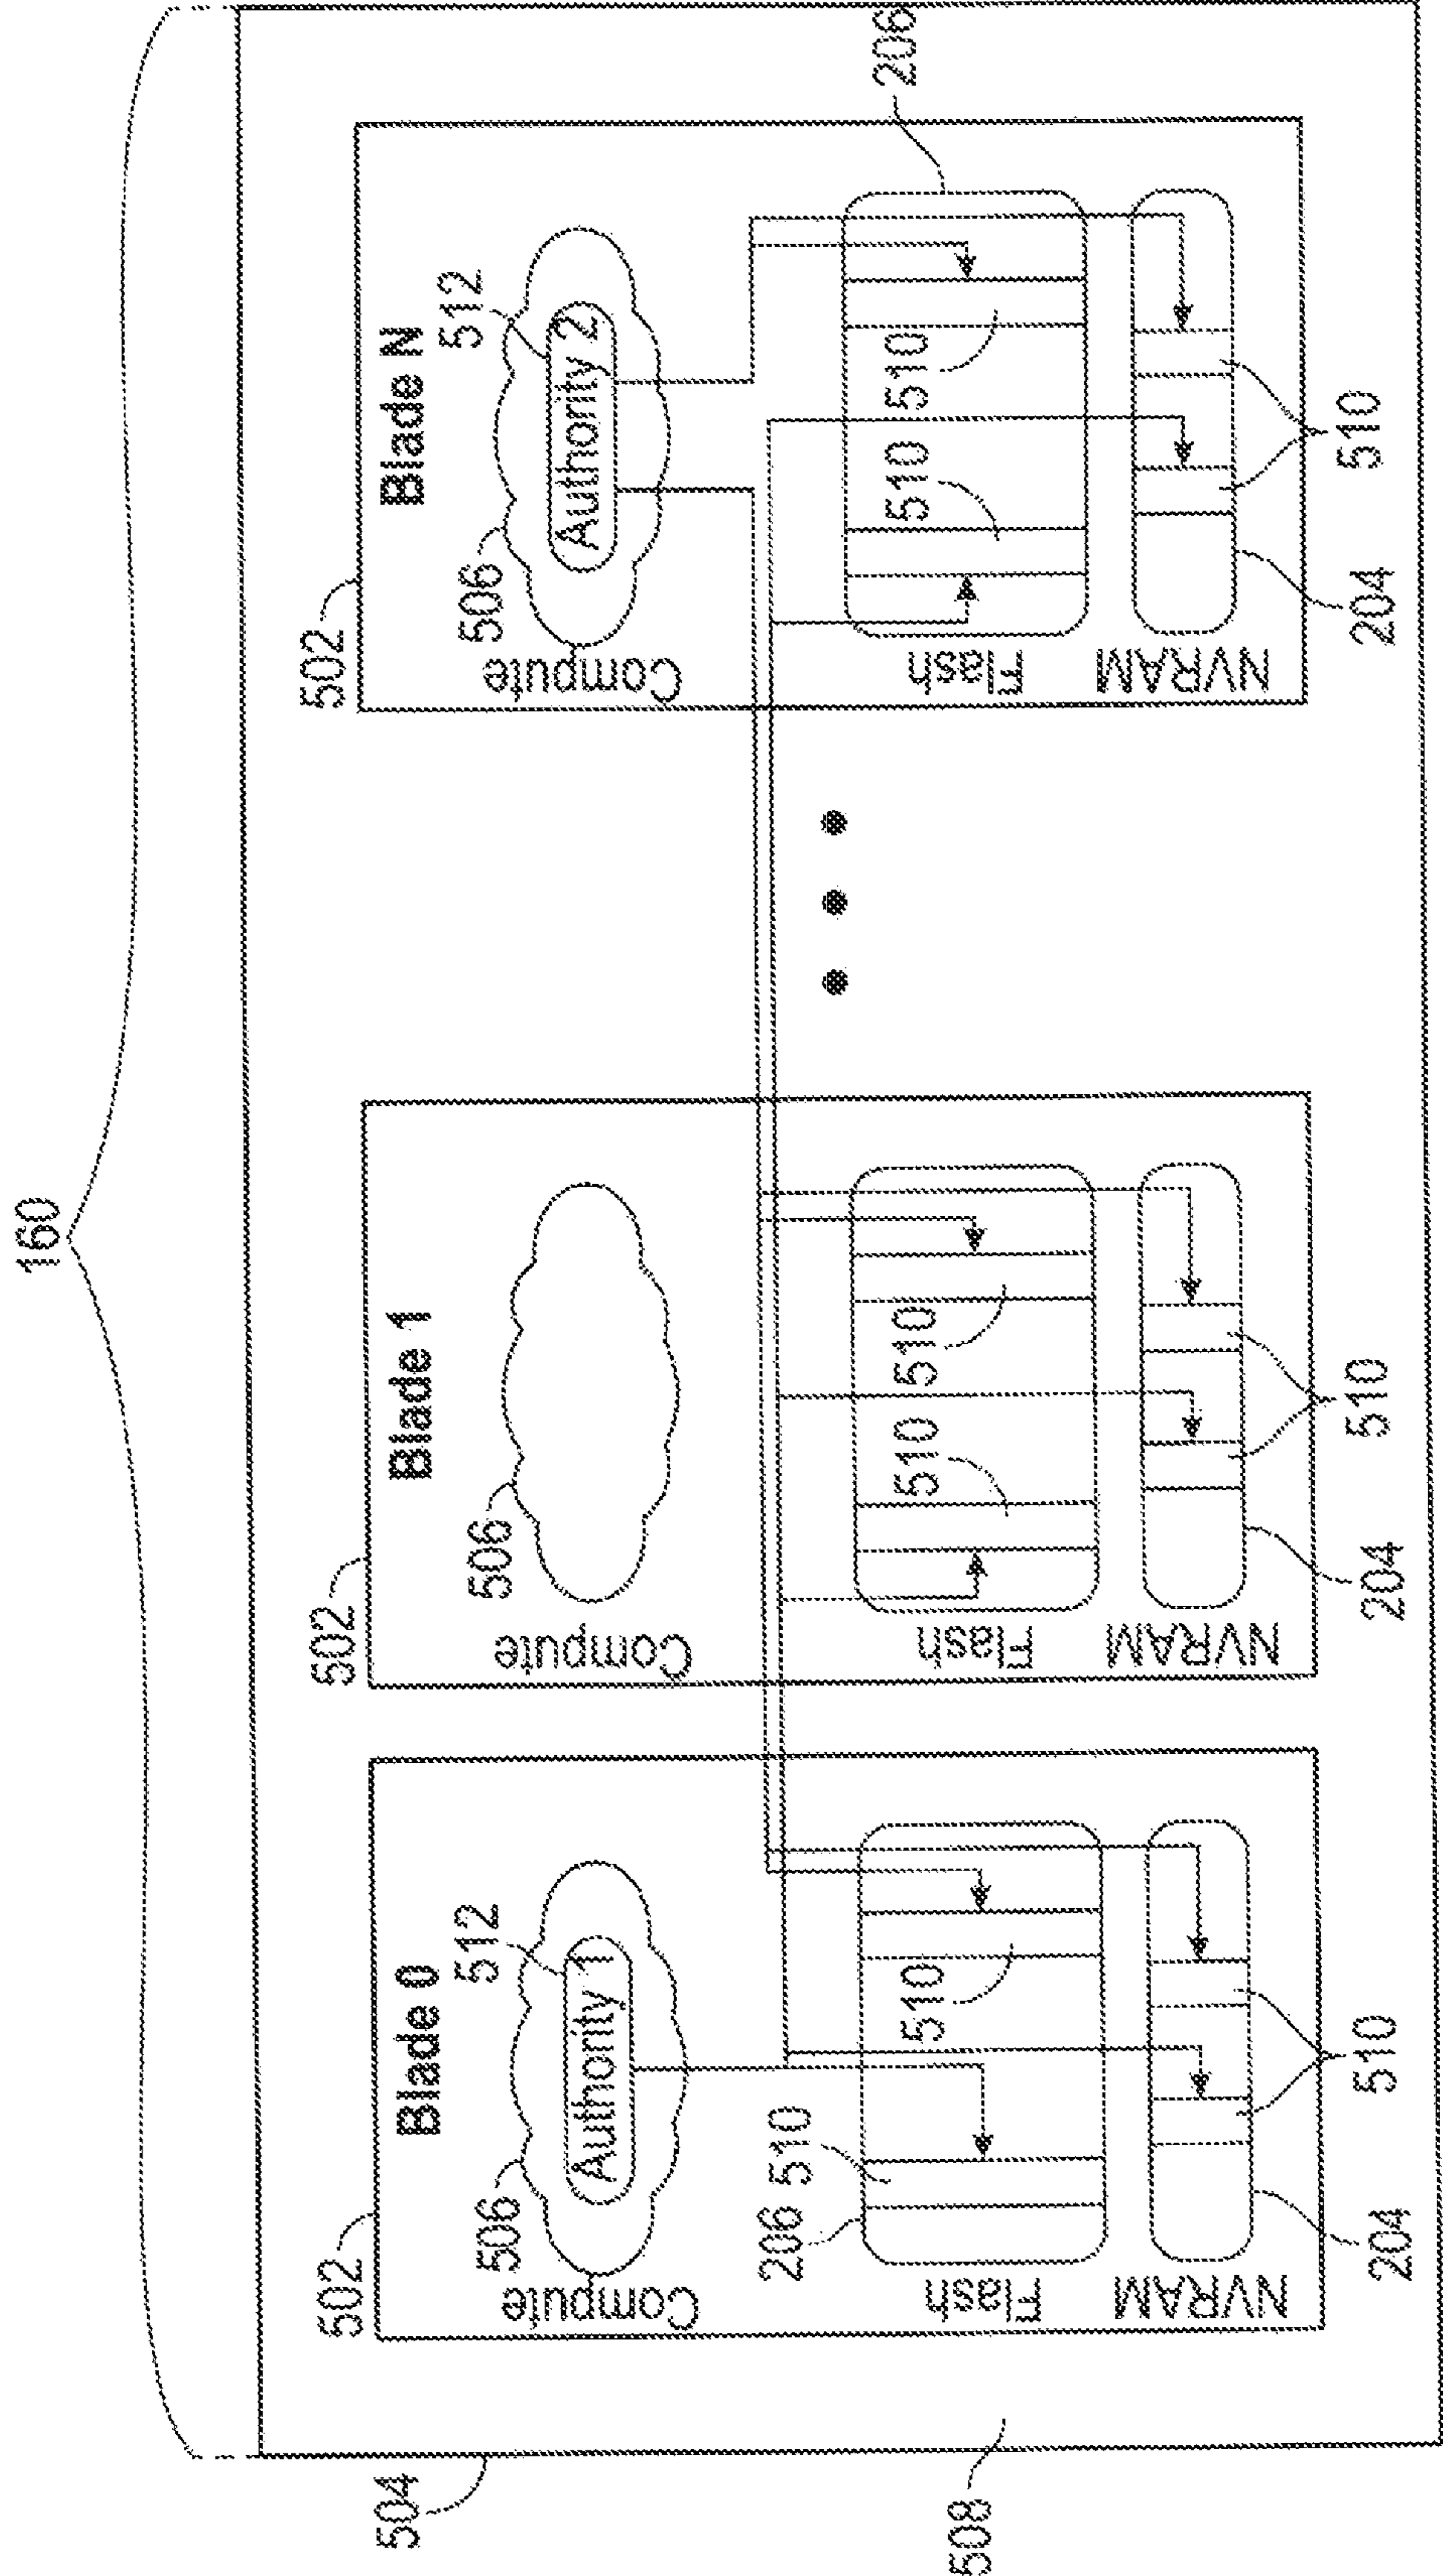 160
504
508
502
Blade 0
506
512
Authority 1
Compute
206
510
510
Flash
NVRAM
510
204
502
Blade 1
506
Compute
510
510
Flash
NVRAM
510
204
502
Blade N
506
512
Authority 2
Compute
206
510
510
Flash
NVRAM
510
204